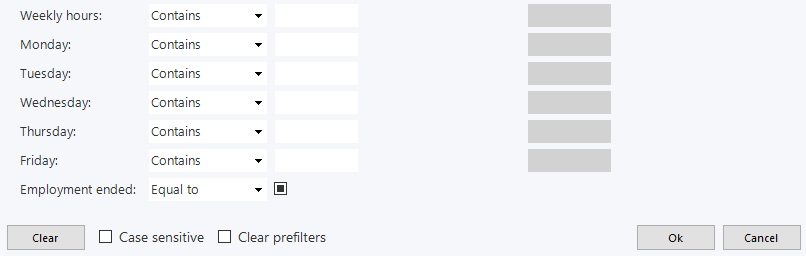 Weekly hours: Contains
Monday: Contains
Tuesday: Contains
Wednesday: Contains
Thursday: Contains
Friday: Contains
Employment ended: Equal to
Clear Case sensitive Clear prefilters Ok Cancel